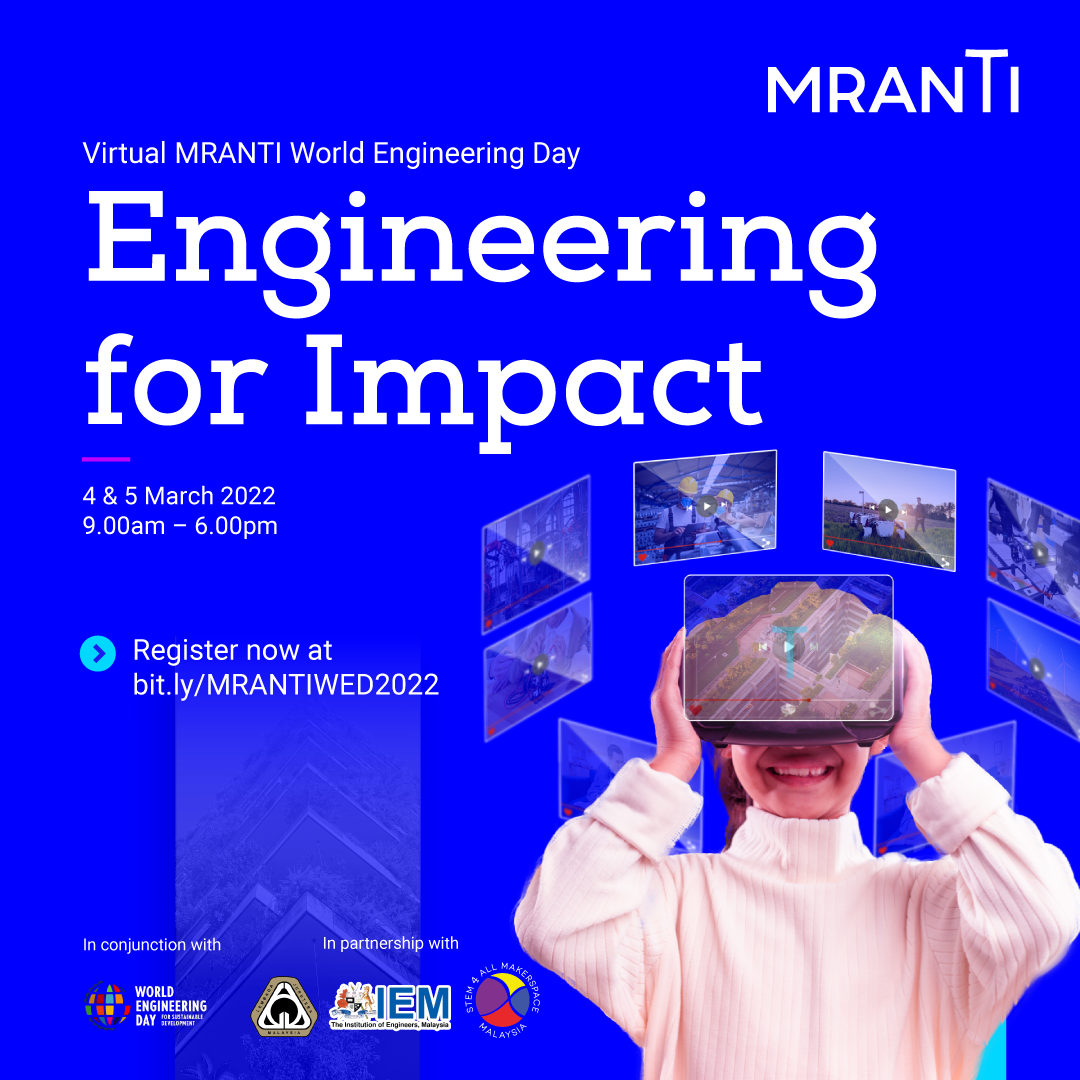 MRANTI
Virtual MRANTI World Engineering Day
Engineering
for Impact
4 & 5 March 2022
9.00am – 6.00pm
Register now at
bit.ly/MRANTIWED2022
In conjunction with
In partnership with
WORLD
ENGINEERING
DAY FOR SUSTAINABLE
DEVELOPMENT
MALAYSIA
IEM
The Institution of Engineers, Malaysia
STEM 4 ALL MAKERSPACE
MALAYSIA